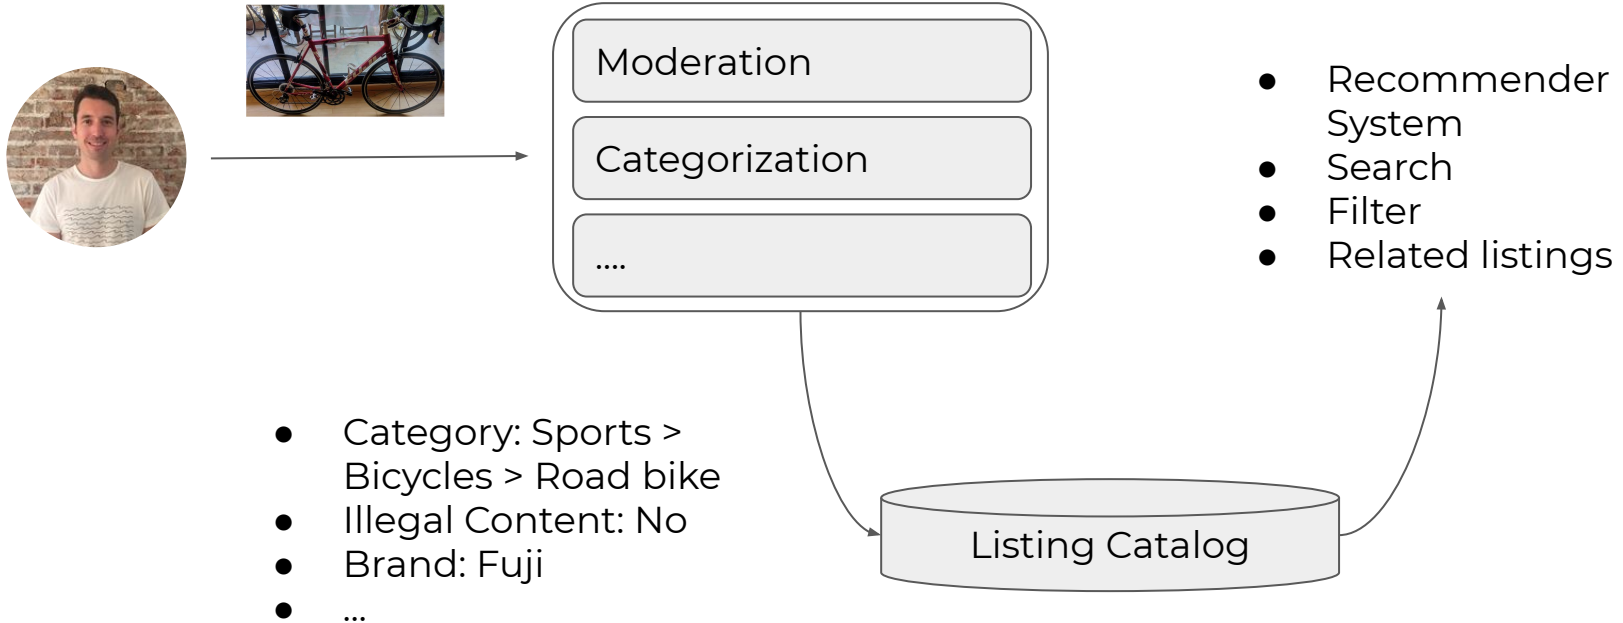 Moderation
Categorization
....
● Recommender
System
● Search
● Filter
● Related listings
● Category: Sports >
Bicycles > Road bike
● Illegal Content: No
● Brand: Fuji
● ...
Listing Catalog